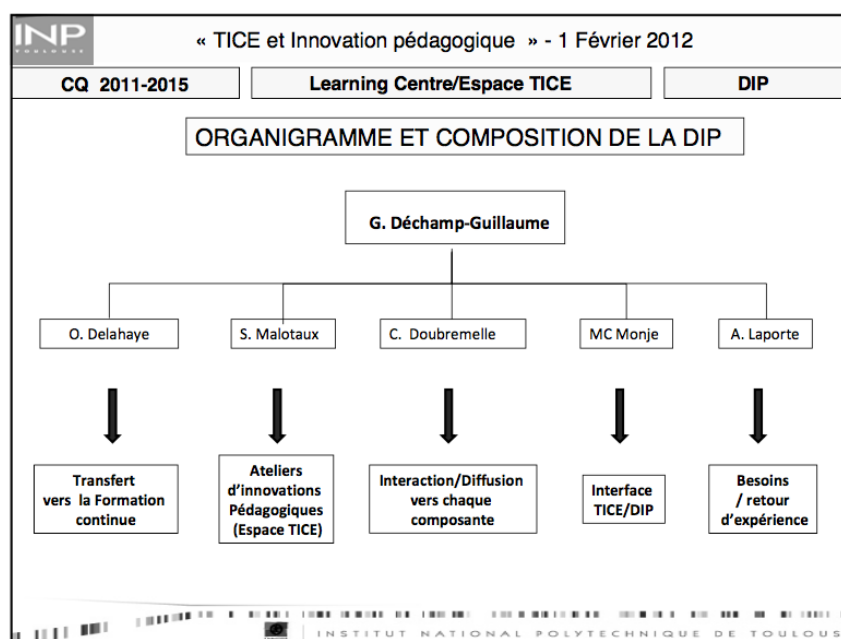 INP
TOULOUSE
« TICE et Innovation pédagogique » - 1 Février 2012
CQ 2011-2015
Learning Centre/Espace TICE
DIP
ORGANIGRAMME ET COMPOSITION DE LA DIP
G. Déchamp-Guillaume
O. Delahaye
S. Malotaux
C. Doubremelle
MC Monje
A. Laporte
Transfert
vers la Formation
continue
Ateliers
d'innovations
Pédagogiques
(Espace TICE)
Interaction/Diffusion
vers chaque
composante
Interface
TICE/DIP
Besoins
/ retour
d'expérience
INSTITUT NATIONAL POLYTECHNIQUE DE TOULOUS